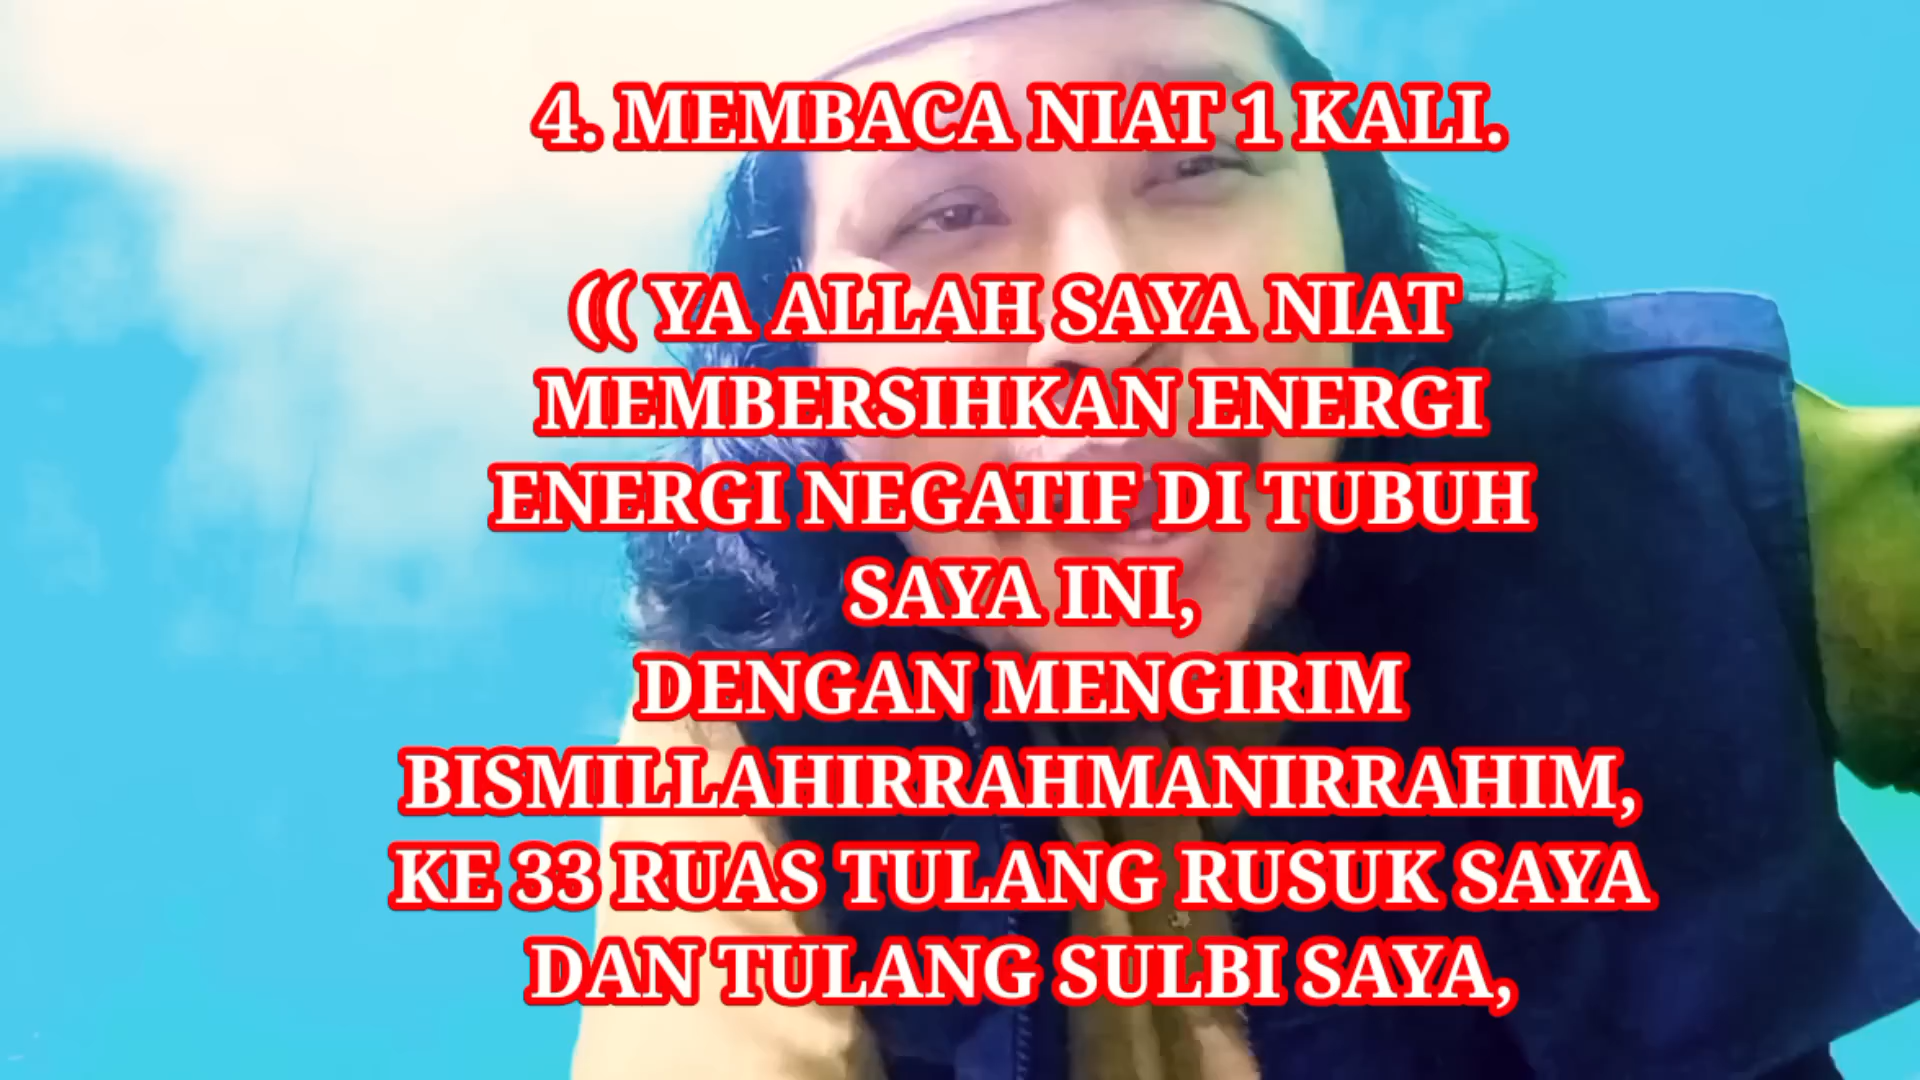 4. MEMBACA NIAT 1 KALI.
(( YA ALLAH SAYA NIAT
MEMBERSIHKAN ENERGI
ENERGI NEGATIF DI TUBUH
SAYA INI,
DENGAN MENGIRIM
BISMILLAHIRRAHMANIRRAHIM,
KE 33 RUAS TULANG RUSUK SAYA
DAN TULANG SULBI SAYA,